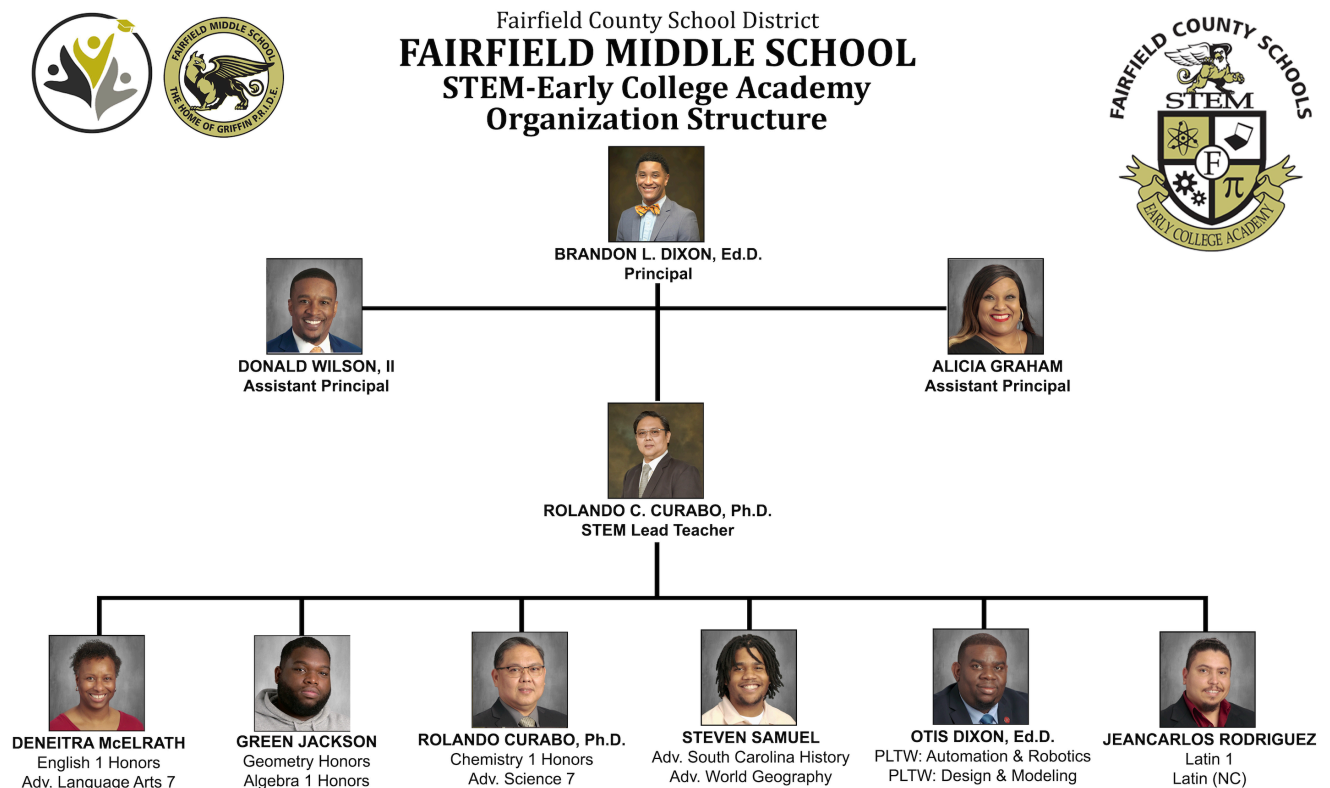 Fairfield County School District
FAIRFIELD MIDDLE SCHOOL
STEM-Early College Academy
Organization Structure
FAIRFIELD MIDDLE SCHOOL
THE HOME OF GRIFFIN P.R.I.D.E.
FAIRFIELD COUNTY SCHOOLS
STEM
F
π
EARLY COLLEGE ACADEMY
BRANDON L. DIXON, Ed.D.
Principal
DONALD WILSON, II
Assistant Principal
ALICIA GRAHAM
Assistant Principal
ROLANDO C. CURABO, Ph.D.
STEM Lead Teacher
DENEITRA McELRATH
English 1 Honors
Adv. Language Arts 7
GREEN JACKSON
Geometry Honors
Algebra 1 Honors
ROLANDO CURABO, Ph.D.
Chemistry 1 Honors
Adv. Science 7
STEVEN SAMUEL
Adv. South Carolina History
Adv. World Geography
OTIS DIXON, Ed.D.
PLTW: Automation & Robotics
PLTW: Design & Modeling
JEANCARLOS RODRIGUEZ
Latin 1
Latin (NC)